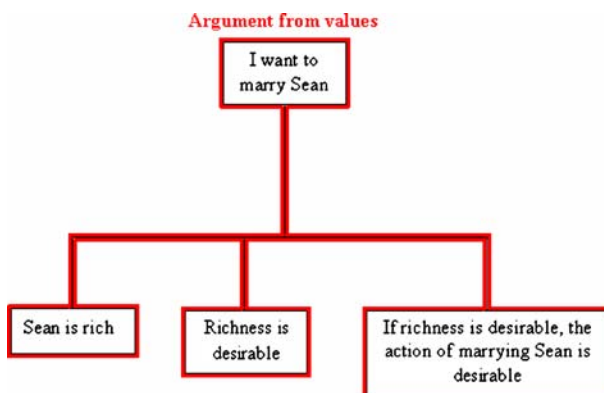 Argument from values
I want to
marry Sean
Sean is rich
Richness is
desirable
If richness is desirable, the
action of marrying Sean is
desirable